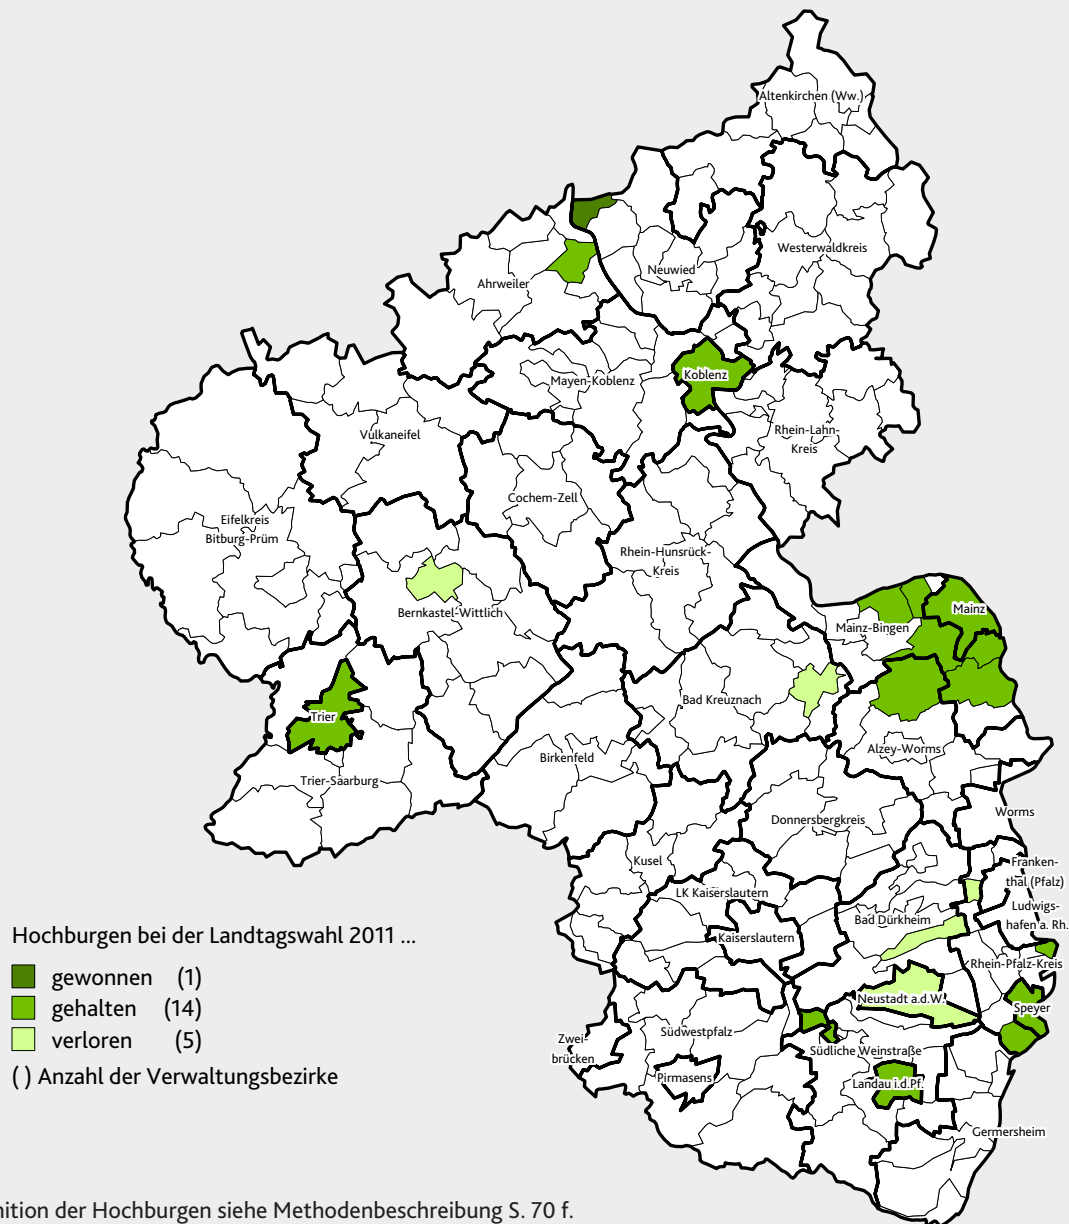 Altenkirchen (Ww.)
Westerwaldkreis
Neuwied
Ahrweiler
Koblenz
Mayen-Koblenz
Rhein-Lahn-
Kreis
Vulkaneifel
Cochem-Zell
Eifelkreis
Bitburg-Prüm
Rhein-Hunsrück-
Kreis
Bernkastel-Wittlich
Mainz
Mainz-Bingen
Bad Kreuznach
Trier
Alzey-Worms
Birkenfeld
Trier-Saarburg
Worms
Donnersbergkreis
Kusel
Franken-
thal (Pfalz)
LK Kaiserslautern
Ludwigs-
hafen a. Rh.
Bad Dürkheim
Kaiserslautern
Rhein-Pfalz-Kreis
Neustadt a.d.W.
Speyer
Südwestpfalz
Zwei-
brücken
Südliche Weinstraße
Pirmasens
Landau i.d.Pf.
Germersheim
Hochburgen bei der Landtagswahl 2011 ...
gewonnen (1)
gehalten (14)
verloren (5)
( ) Anzahl der Verwaltungsbezirke
nition der Hochburgen siehe Methodenbeschreibung S. 70 f.